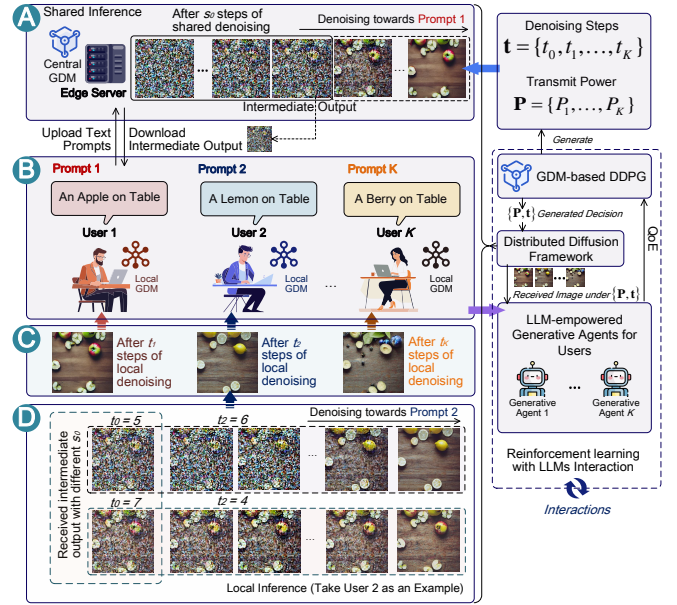 A
Shared Inference
After s₀ steps of
shared denoising
Denoising towards Prompt 1
Central
GDM
Edge Server
Intermediate Output
Upload Text
Prompts
Download
Intermediate Output
B
Prompt 1
Prompt 2
Prompt K
An Apple on Table
A Lemon on Table
A Berry on Table
User 1
User 2
User K
Local
GDM
Local
GDM
Local
GDM
...
C
After t₁
steps of
local
denoising
After t₂
steps of
local
denoising
After tₖ
steps of
local
denoising
D
Received intermediate
output with different s₀
t₀ = 5
t₂ = 6
Denoising towards Prompt 2
...
t₀ = 7
t₂ = 4
...
Local Inference (Take User 2 as an Example)
Denoising Steps
t = {t₀, t₁, ..., t_K}
Transmit Power
P = {P₁, ..., P_K}
Generate
GDM-based DDPG
{P, t} Generated Decision
QoE
Distributed Diffusion
Framework
...
Received Image under {P, t}
LLM-empowered
Generative Agents for
Users
...
Generative
Agent 1
Generative
Agent K
Reinforcement learning
with LLMs Interaction
Interactions